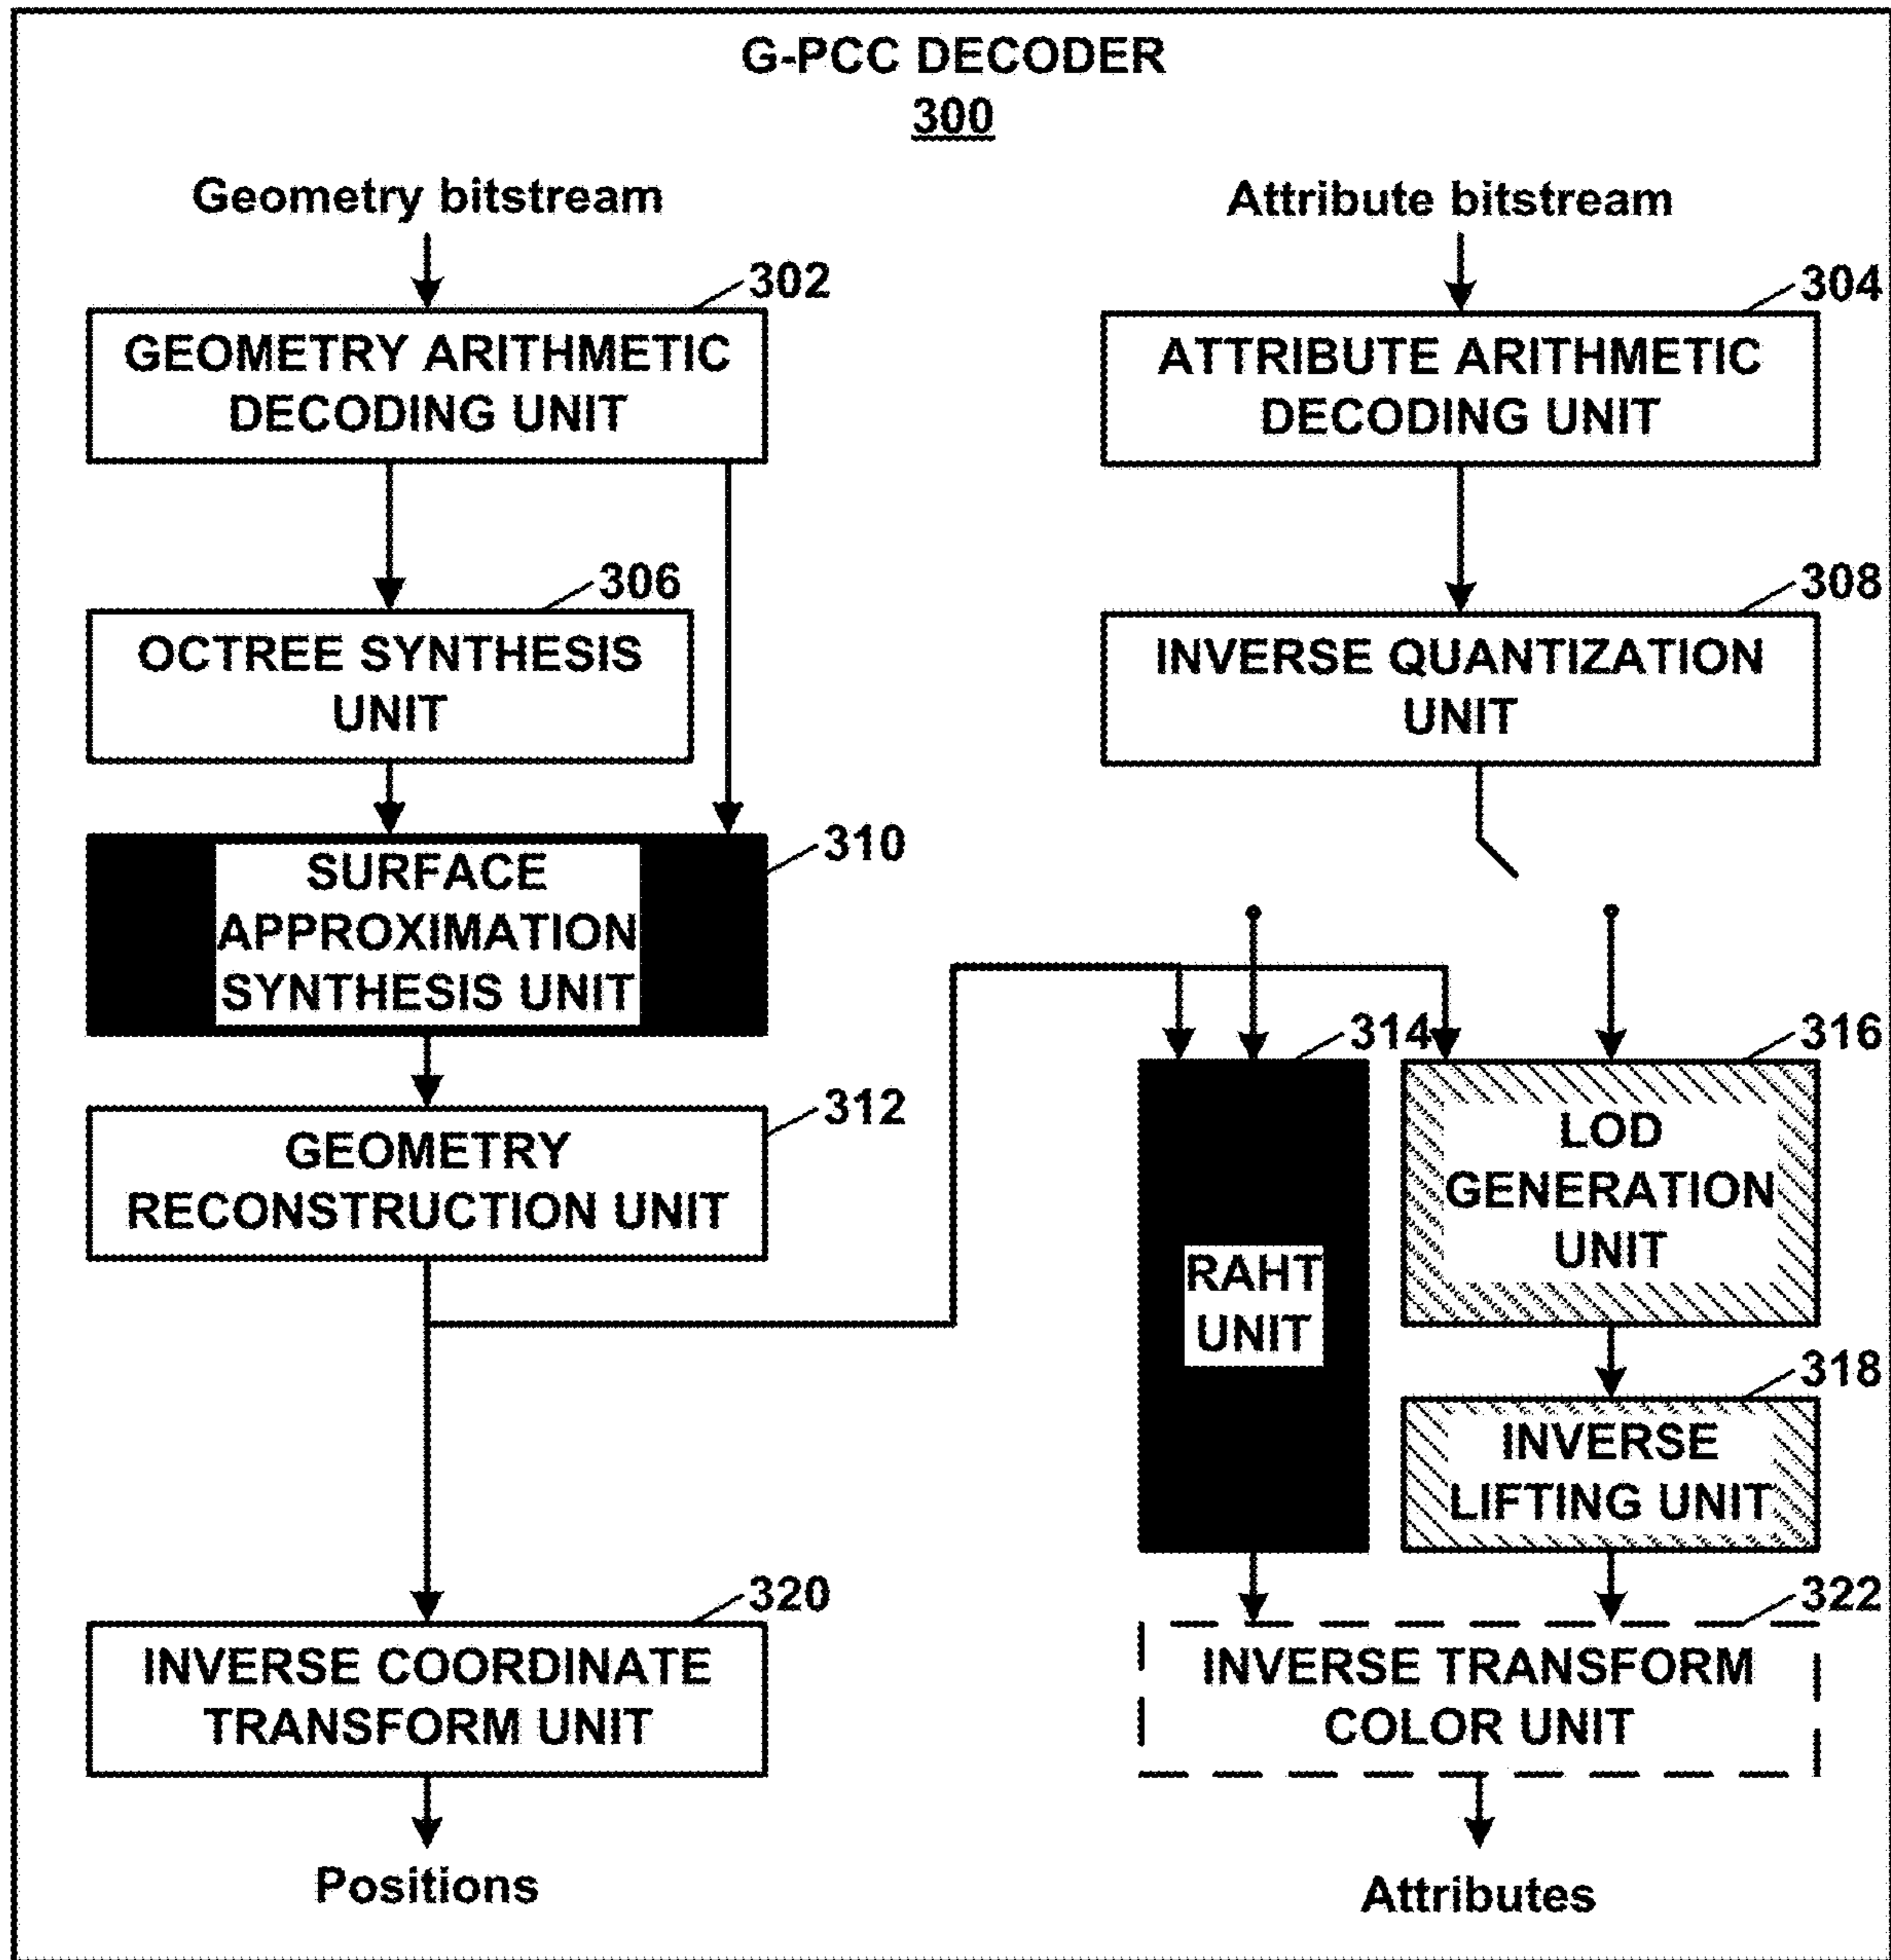 G-PCC DECODER
300
Geometry bitstream
302
GEOMETRY ARITHMETIC
DECODING UNIT
306
OCTREE SYNTHESIS
UNIT
310
SURFACE
APPROXIMATION
SYNTHESIS UNIT
312
GEOMETRY
RECONSTRUCTION UNIT
320
INVERSE COORDINATE
TRANSFORM UNIT
Positions
Attribute bitstream
304
ATTRIBUTE ARITHMETIC
DECODING UNIT
308
INVERSE QUANTIZATION
UNIT
314
RAHT
UNIT
316
LOD
GENERATION
UNIT
318
INVERSE
LIFTING UNIT
322
INVERSE TRANSFORM
COLOR UNIT
Attributes